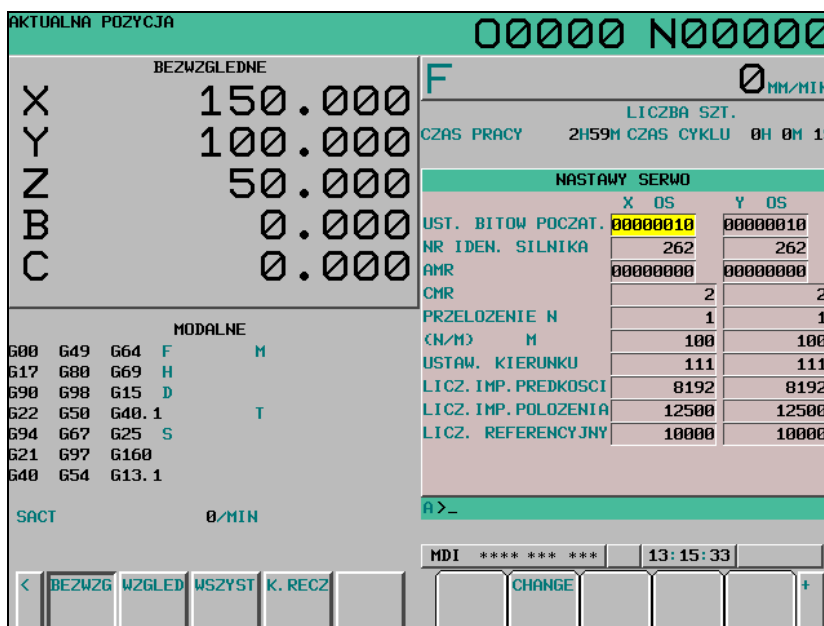 AKTUALNA POZYCJA
O0000 N00000
BEZWZGLEDNE
X 150.000
Y 100.000
Z 50.000
B 0.000
C 0.000
F 0 MM/MIN
LICZBA SZT.
CZAS PRACY 2H59M CZAS CYKLU 0H 0M 1
NASTAWY SERWO
X OS Y OS
UST. BITOW POCZAT. 00000010 00000010
NR IDEN. SILNIKA 262 262
AMR 00000000 00000000
CMR 2 2
PRZELOZENIE N 1 1
(N/M) M 100 100
USTAW. KIERUNKU 111 111
LICZ.IMP.PREDKOSCI 8192 8192
LICZ.IMP.POLOZENIA 12500 12500
LICZ. REFERENCYJNY 10000 10000
MODALNE
G00 G49 G64 F M
G17 G80 G69 H
G90 G98 G15 D
G22 G50 G40.1 T
G94 G67 G25 S
G21 G97 G160
G40 G54 G13.1
SACT 0/MIN
A>_
MDI **** *** *** 13:15:33
< BEZWZG WZGLED WSZYST K.RECZ CHANGE +